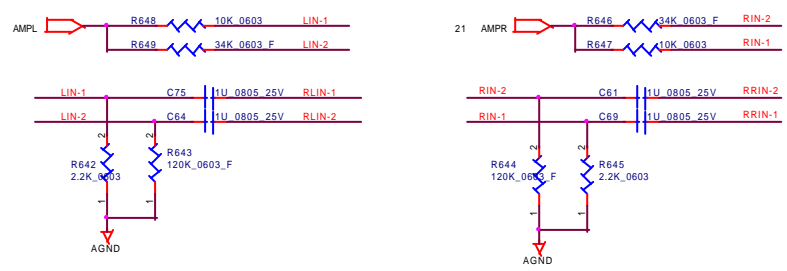 AMPL R648 10K_0603 LIN-1
R649 34K_0603_F LIN-2
21 AMPR R646 34K_0603_F RIN-2
R647 10K_0603 RIN-1
LIN-1 C75 1U_0805_25V RLIN-1
LIN-2 C64 1U_0805_25V RLIN-2
2 2
R642 2.2K_0603
R643 120K_0603_F
1 1
AGND
RIN-2 C61 1U_0805_25V RRIN-2
RIN-1 C69 1U_0805_25V RRIN-1
2 2
R644 120K_0603_F
R645 2.2K_0603
1 1
AGND